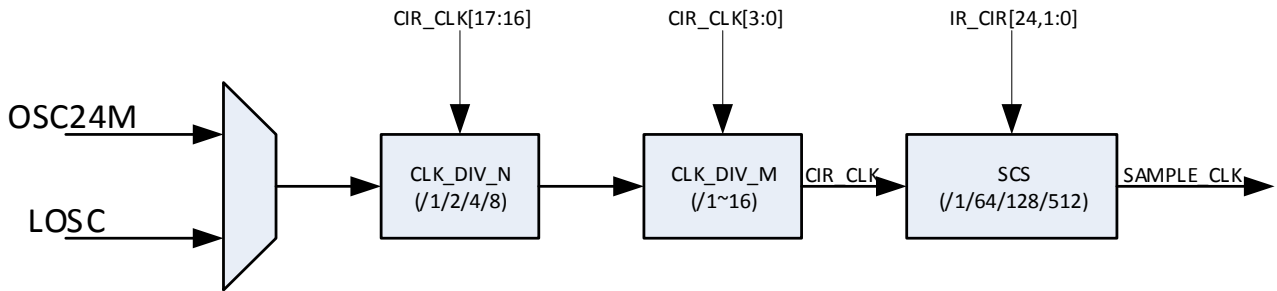 CIR_CLK[17:16]
CIR_CLK[3:0]
IR_CIR[24,1:0]
OSC24M
LOSC
CLK_DIV_N
(/1/2/4/8)
CLK_DIV_M
(/1~16)
CIR_CLK
SCS
(/1/64/128/512)
SAMPLE_CLK